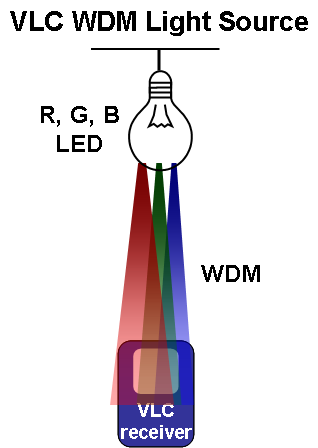 VLC WDM Light Source
R, G, B
LED
WDM
VLC
receiver